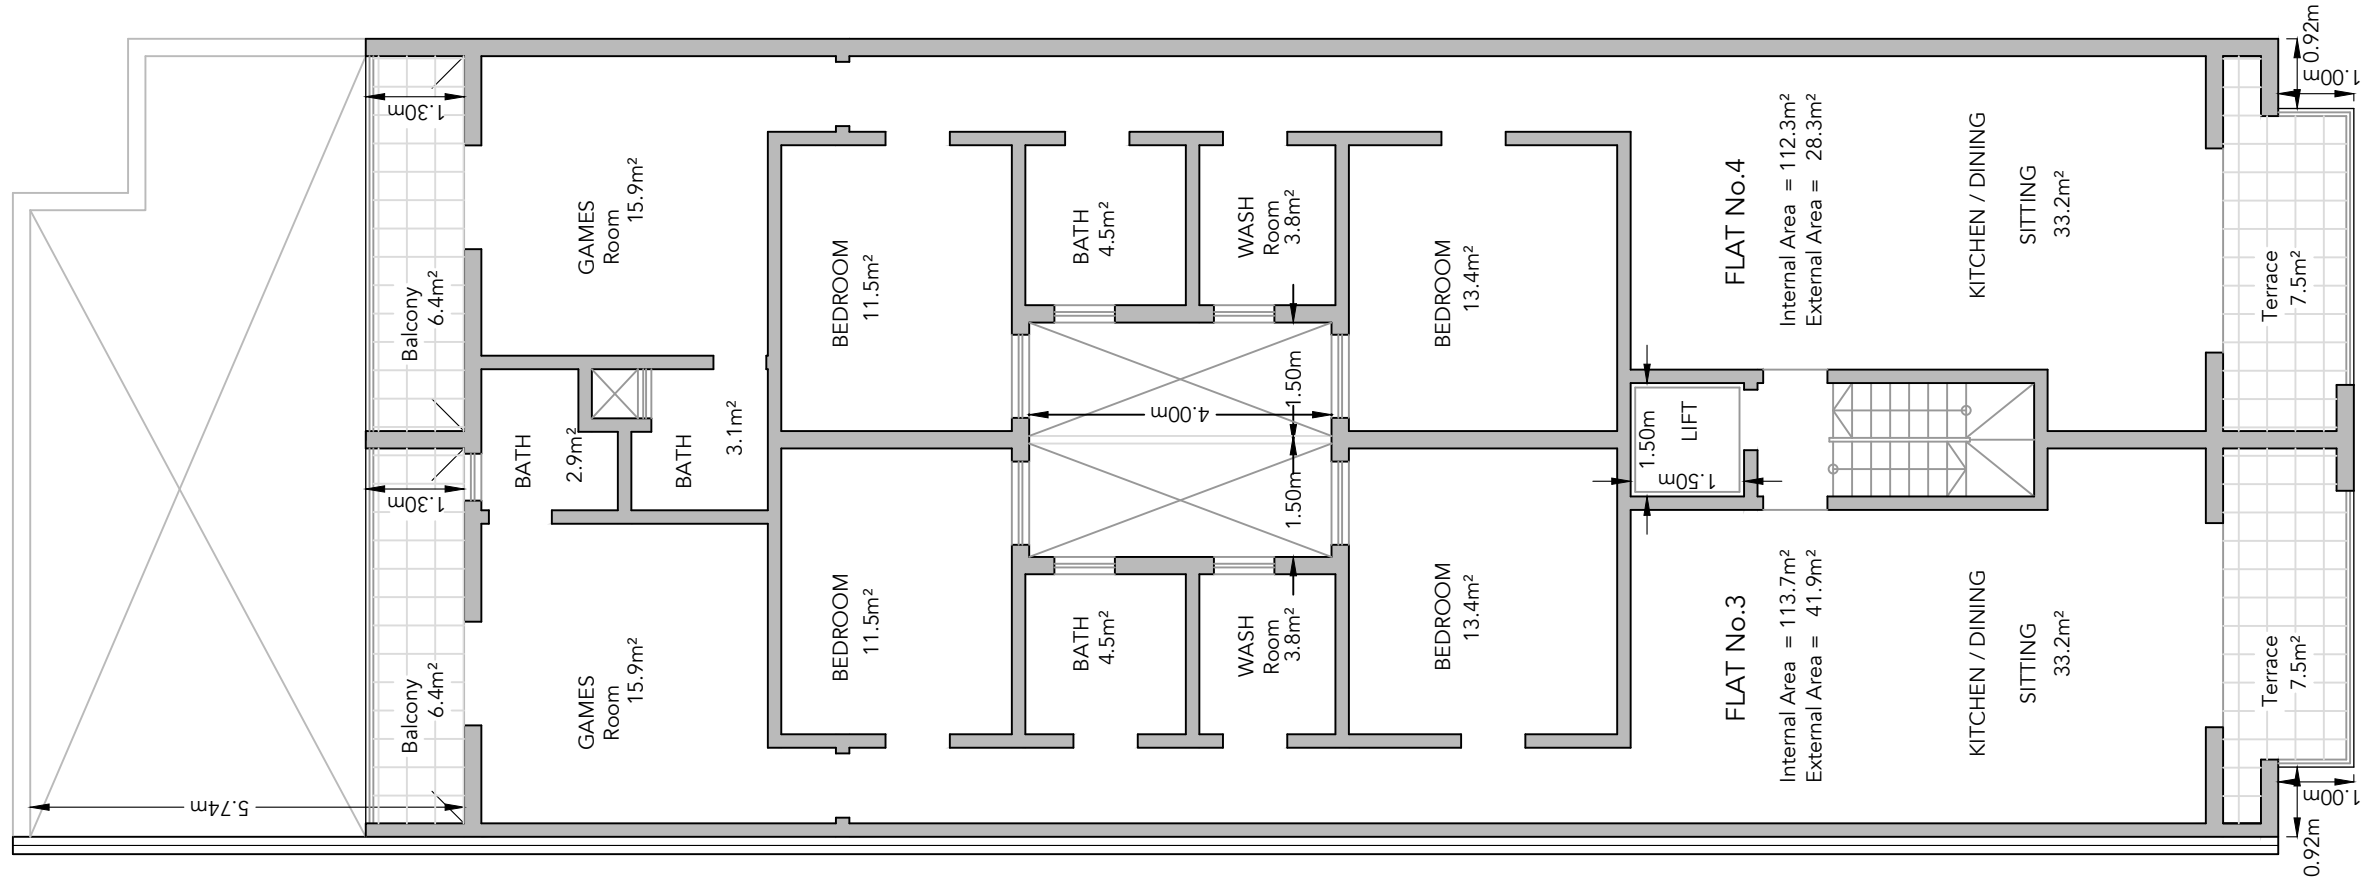 1.30m
Balcony
6.4m²
GAMES
Room
15.9m²
BEDROOM
11.5m²
BATH
4.5m²
WASH
Room
3.8m²
BEDROOM
13.4m²
FLAT No.4
Internal Area = 112.3m²
External Area = 28.3m²
KITCHEN / DINING
SITTING
33.2m²
Terrace
7.5m²
0.92m
1.00m
BATH
2.9m²
BATH
3.1m²
4.00m
1.50m
1.50m
1.50m
1.50m
LIFT
1.30m
Balcony
6.4m²
5.74m
GAMES
Room
15.9m²
BEDROOM
11.5m²
BATH
4.5m²
WASH
Room
3.8m²
BEDROOM
13.4m²
FLAT No.3
Internal Area = 113.7m²
External Area = 41.9m²
KITCHEN / DINING
SITTING
33.2m²
Terrace
7.5m²
1.00m
0.92m